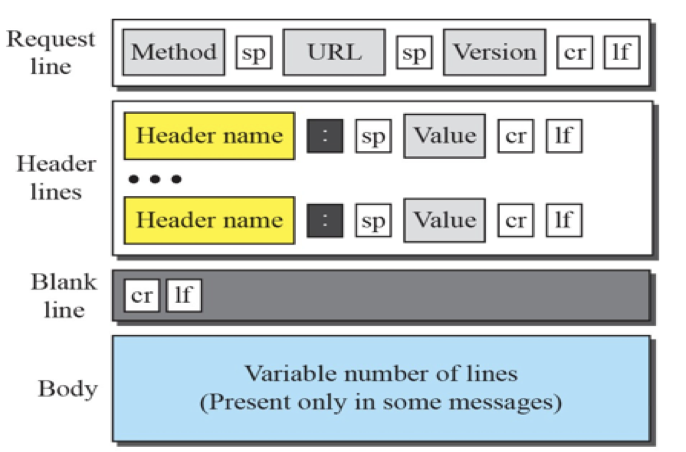 Request line
Method sp URL sp Version cr lf
Header lines
Header name : sp Value cr lf
• • •
Header name : sp Value cr lf
Blank line
cr lf
Body
Variable number of lines
(Present only in some messages)